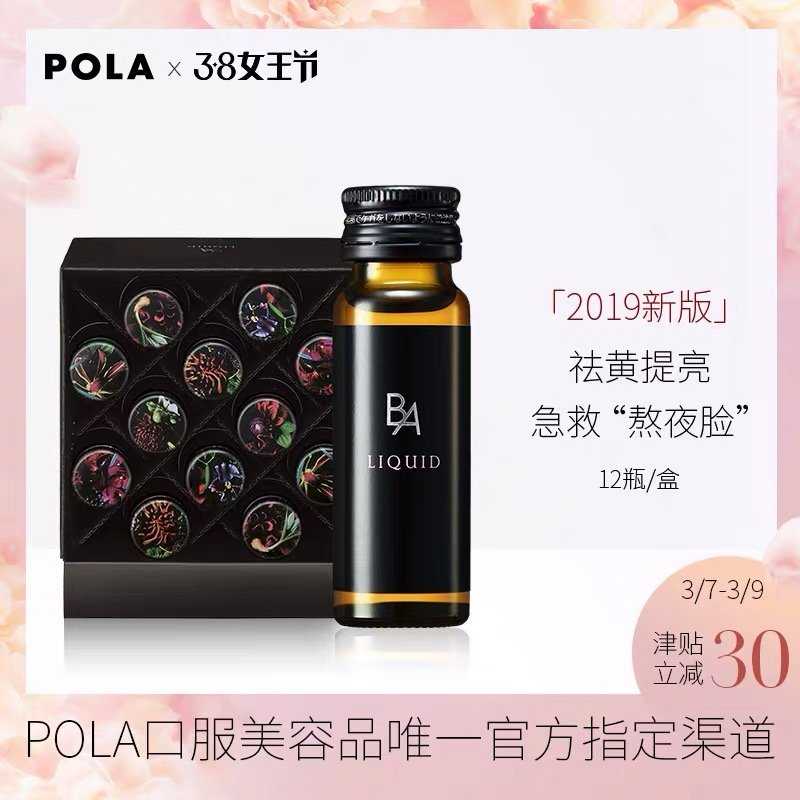 POLA × 3·8女王节
「2019新版」
祛黄提亮
急救“熬夜脸”
12瓶/盒
BA
LIQUID
3/7-3/9
津贴
立减 30
POLA口服美容品唯一官方指定渠道